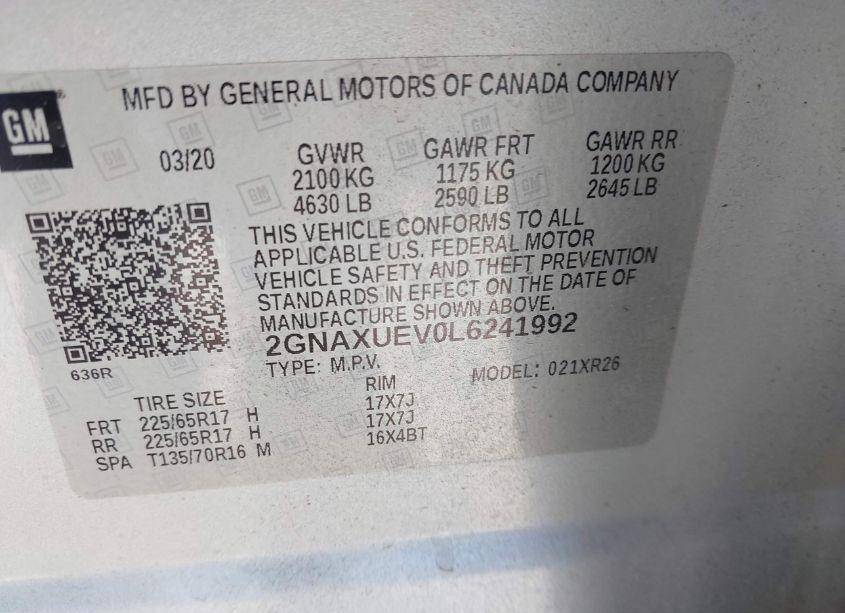 GM
MFD BY GENERAL MOTORS OF CANADA COMPANY
03/20
GVWR GAWR FRT GAWR RR
2100 KG 1175 KG 1200 KG
4630 LB 2590 LB 2645 LB
THIS VEHICLE CONFORMS TO ALL
APPLICABLE U.S. FEDERAL MOTOR
VEHICLE SAFETY AND THEFT PREVENTION
STANDARDS IN EFFECT ON THE DATE OF
MANUFACTURE SHOWN ABOVE.
2GNAXUEV0L6241992
636R
TYPE: M.P.V. MODEL: 021XR26
TIRE SIZE RIM
FRT 225/65R17 H 17X7J
RR 225/65R17 H 17X7J
SPA T135/70R16 M 16X4BT